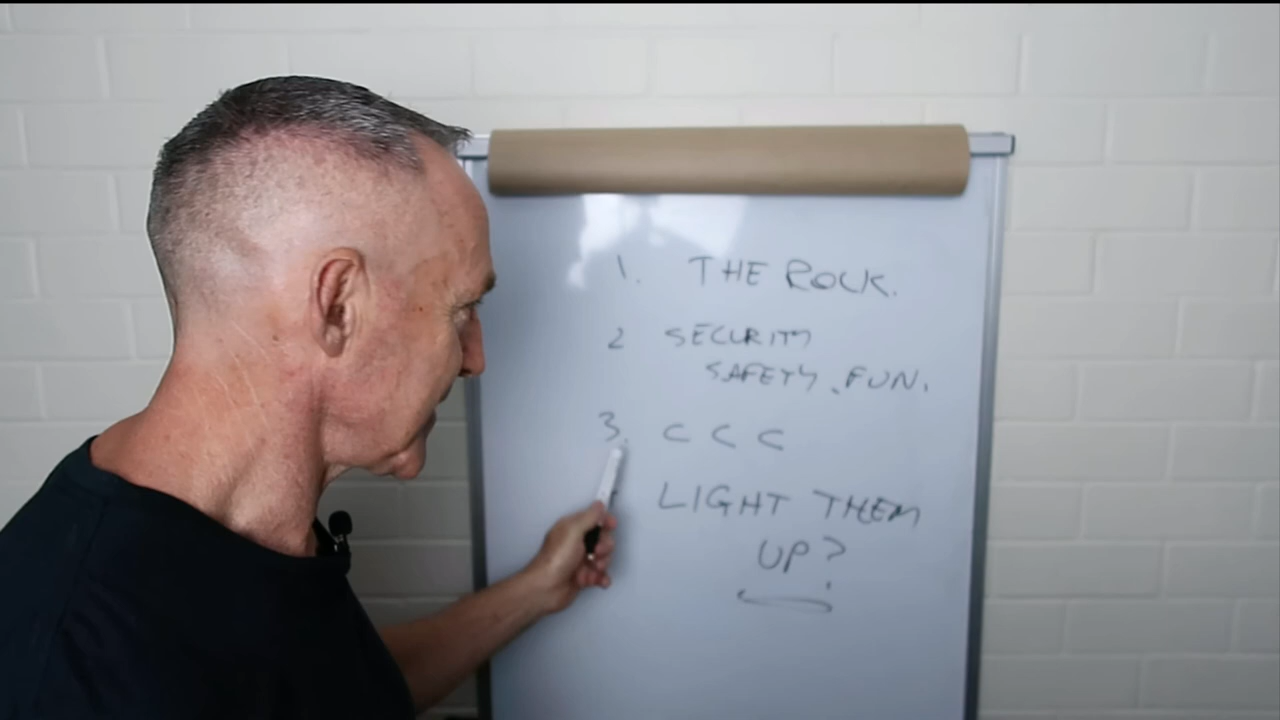 1. THE ROCK.
2 SECURITY
SAFETY. FUN.
3. C C C
LIGHT THEM
UP?